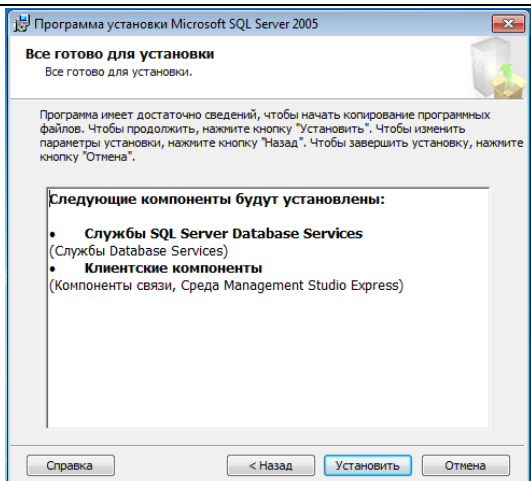 Программа установки Microsoft SQL Server 2005
Все готово для установки
Все готово для установки.
Программа имеет достаточно сведений, чтобы начать копирование программных
файлов. Чтобы продолжить, нажмите кнопку "Установить". Чтобы изменить
параметры установки, нажмите кнопку "Назад". Чтобы завершить установку, нажмите
кнопку "Отмена".
Следующие компоненты будут установлены:
• Службы SQL Server Database Services
(Службы Database Services)
• Клиентские компоненты
(Компоненты связи, Среда Management Studio Express)
Справка
< Назад
Установить
Отмена